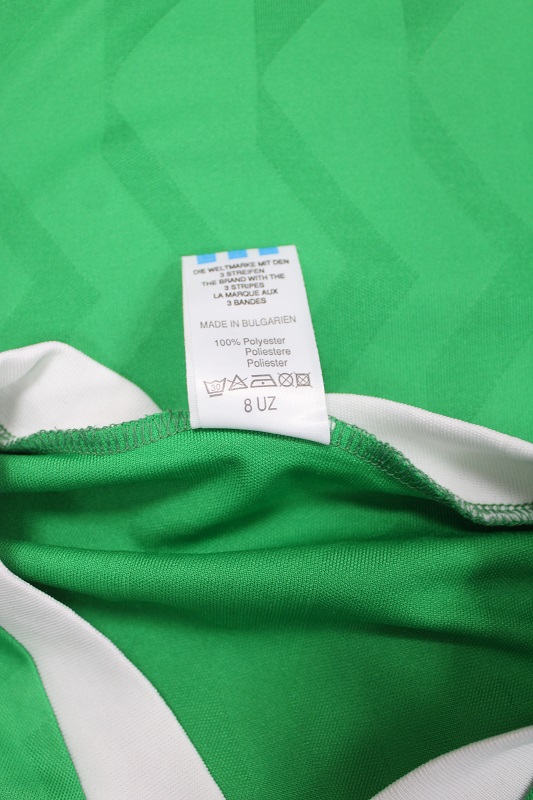 DIE WELTMARKE MIT DEN
3 STREIFEN
THE BRAND WITH THE
3 STRIPES
LA MARQUE AUX
3 BANDES
MADE IN BULGARIEN
100% Polyester
Poliestere
Poliester
30
8 UZ